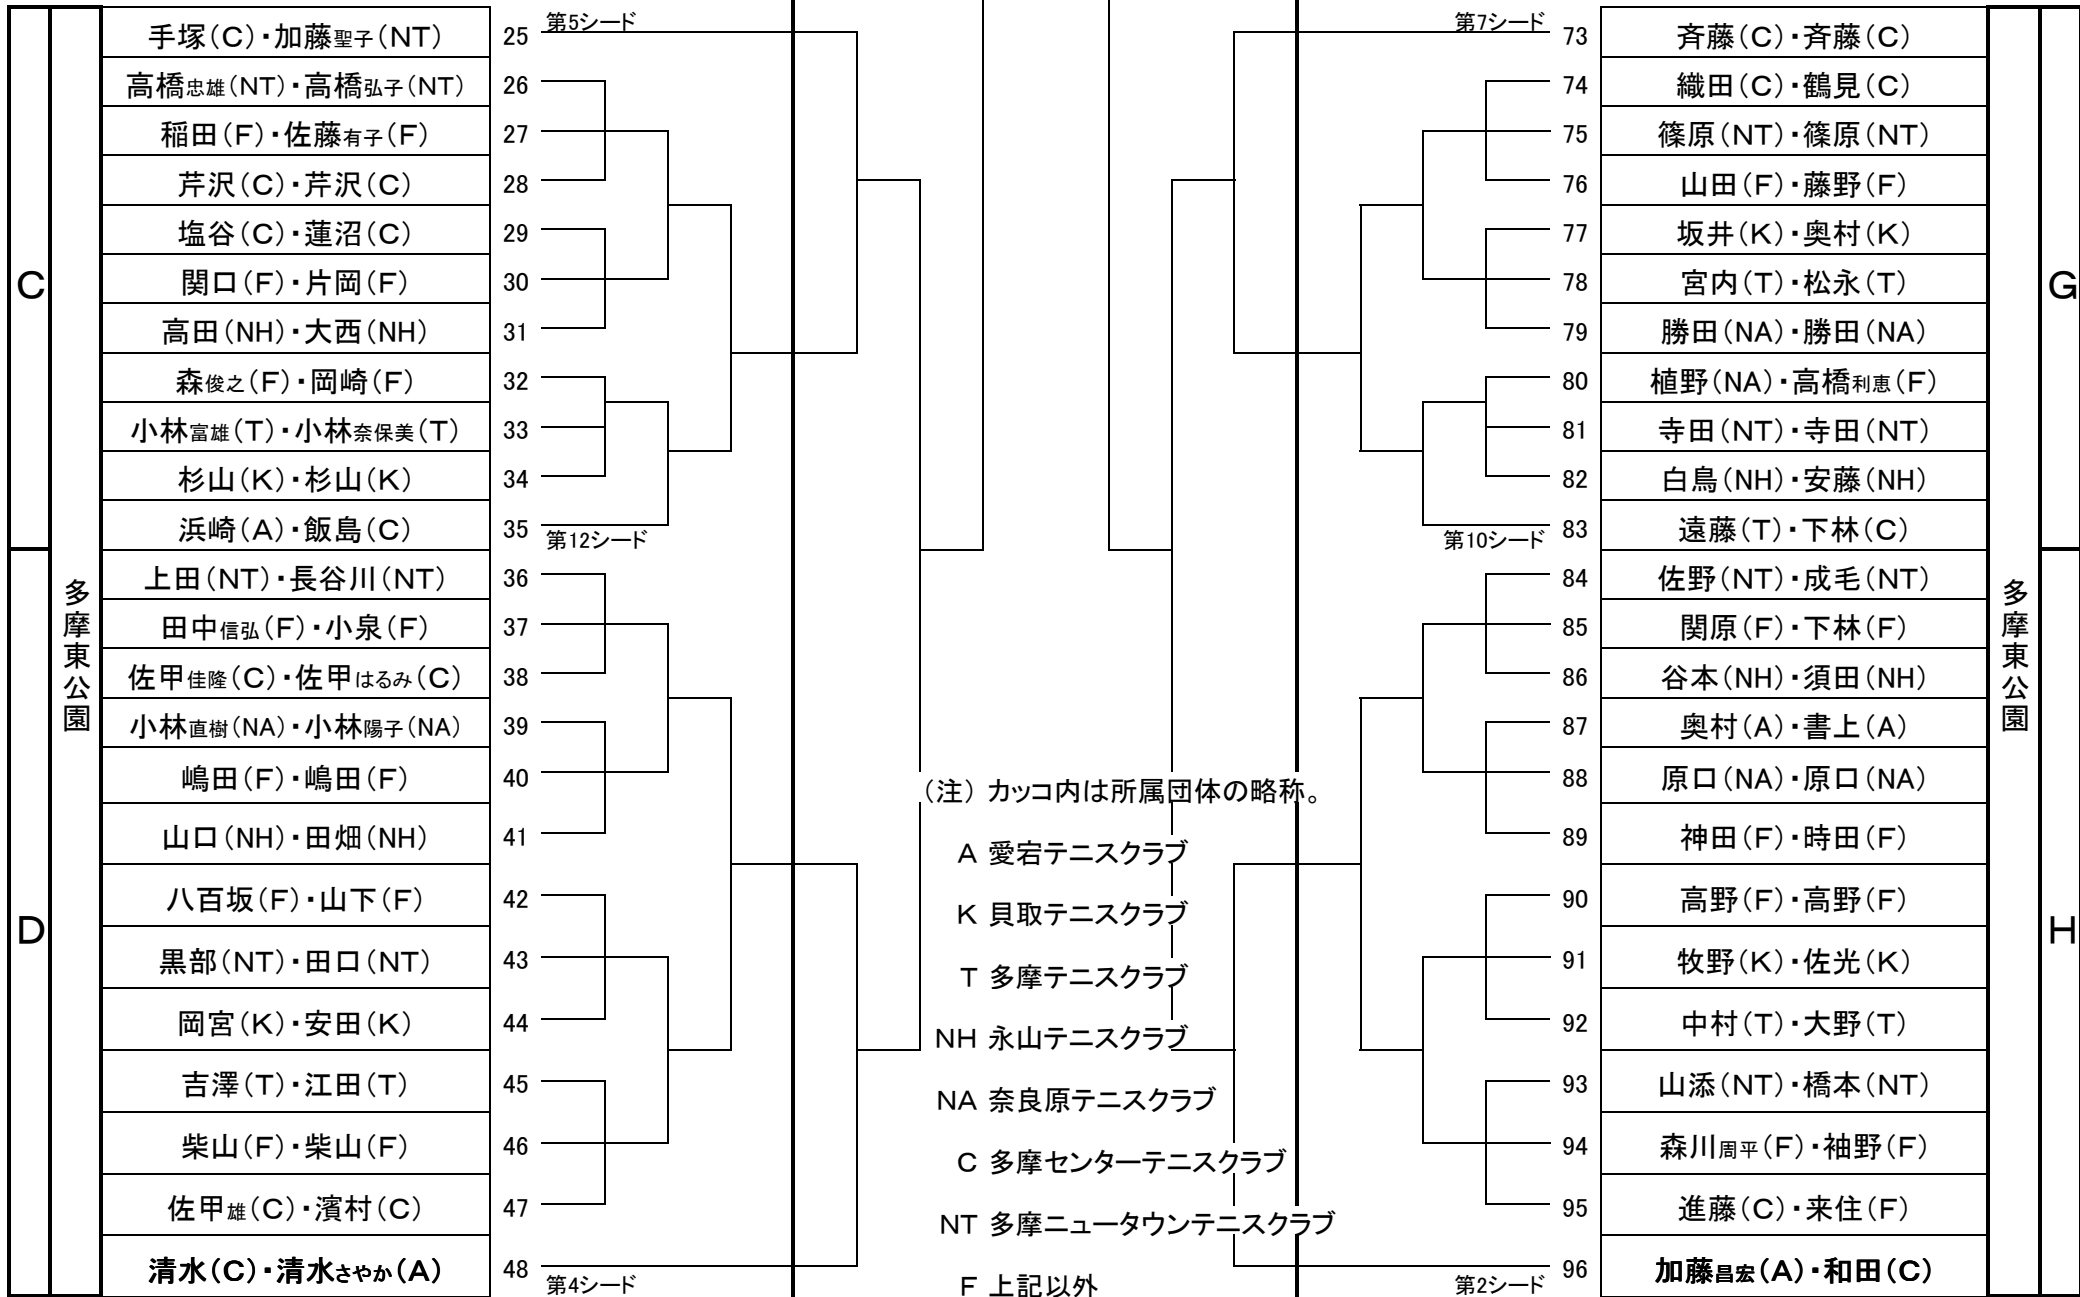 C
D
多摩東公園
第5シード
手塚(C)・加藤聖子(NT) 25
高橋忠雄(NT)・高橋弘子(NT) 26
稲田(F)・佐藤有子(F) 27
芹沢(C)・芹沢(C) 28
塩谷(C)・蓮沼(C) 29
関口(F)・片岡(F) 30
高田(NH)・大西(NH) 31
森俊之(F)・岡崎(F) 32
小林富雄(T)・小林奈保美(T) 33
杉山(K)・杉山(K) 34
浜崎(A)・飯島(C) 35
第12シード
上田(NT)・長谷川(NT) 36
田中信弘(F)・小泉(F) 37
佐甲佳隆(C)・佐甲はるみ(C) 38
小林直樹(NA)・小林陽子(NA) 39
嶋田(F)・嶋田(F) 40
山口(NH)・田畑(NH) 41
八百坂(F)・山下(F) 42
黒部(NT)・田口(NT) 43
岡宮(K)・安田(K) 44
吉澤(T)・江田(T) 45
柴山(F)・柴山(F) 46
佐甲雄(C)・濱村(C) 47
清水(C)・清水さやか(A) 48
第4シード
(注) カッコ内は所属団体の略称。
A 愛宕テニスクラブ
K 貝取テニスクラブ
T 多摩テニスクラブ
NH 永山テニスクラブ
NA 奈良原テニスクラブ
C 多摩センターテニスクラブ
NT 多摩ニュータウンテニスクラブ
F 上記以外
第7シード
73 斉藤(C)・斉藤(C)
74 織田(C)・鶴見(C)
75 篠原(NT)・篠原(NT)
76 山田(F)・藤野(F)
77 坂井(K)・奥村(K)
78 宮内(T)・松永(T)
79 勝田(NA)・勝田(NA)
80 植野(NA)・高橋利恵(F)
81 寺田(NT)・寺田(NT)
82 白鳥(NH)・安藤(NH)
83 遠藤(T)・下林(C)
第10シード
84 佐野(NT)・成毛(NT)
85 関原(F)・下林(F)
86 谷本(NH)・須田(NH)
87 奥村(A)・書上(A)
88 原口(NA)・原口(NA)
89 神田(F)・時田(F)
90 高野(F)・高野(F)
91 牧野(K)・佐光(K)
92 中村(T)・大野(T)
93 山添(NT)・橋本(NT)
94 森川周平(F)・袖野(F)
95 進藤(C)・来住(F)
96 加藤昌宏(A)・和田(C)
第2シード
多摩東公園
G
H